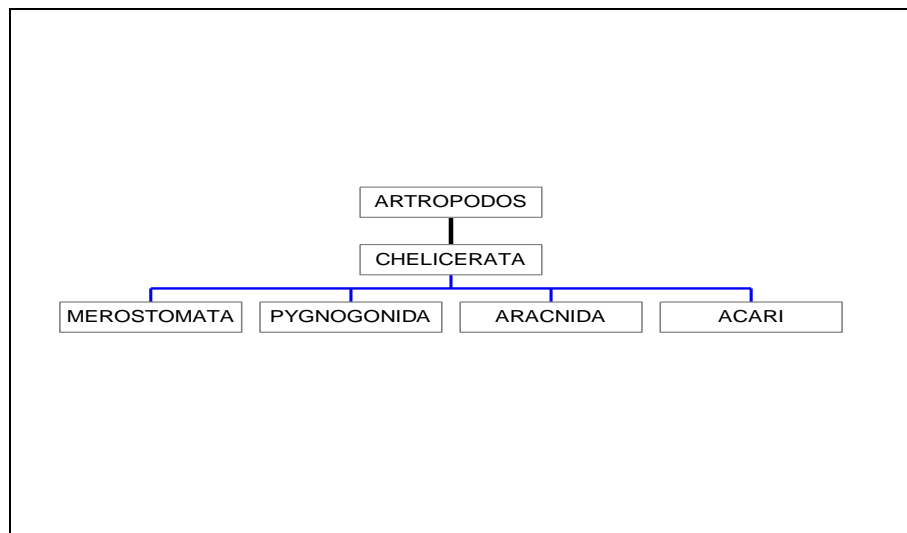 ARTROPODOS
CHELICERATA
MEROSTOMATA
PYGNOGONIDA
ARACNIDA
ACARI